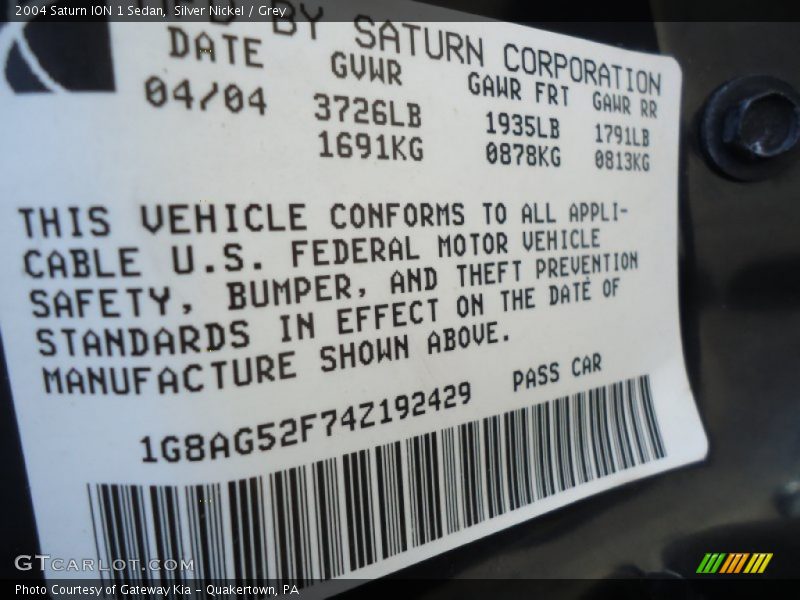 2004 Saturn ION 1 Sedan,  Silver Nickel / Grey
BY SATURN CORPORATION
DATE GVWR GAWR FRT GAWR RR
04/04 3726LB 1935LB 1791LB
1691KG 0878KG 0813KG
THIS VEHICLE CONFORMS TO ALL APPLI-
CABLE U.S. FEDERAL MOTOR VEHICLE
SAFETY, BUMPER, AND THEFT PREVENTION
STANDARDS IN EFFECT ON THE DATE OF
MANUFACTURE SHOWN ABOVE.
1G8AG52F74Z192429 PASS CAR
GTCARLOT.COM
Photo Courtesy of Gateway Kia - Quakertown, PA